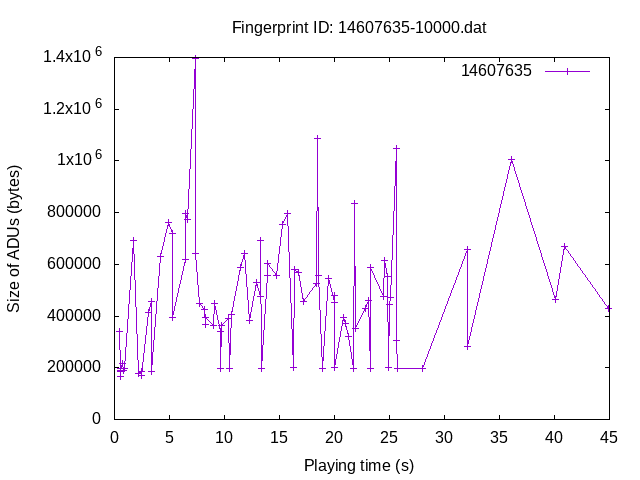 Fingerprint ID: 14607635-10000.dat
1.4x10^6
1.2x10^6
1x10^6
800000
600000
400000
200000
0
14607635
Size of ADUs (bytes)
0 5 10 15 20 25 30 35 40 45
Playing time (s)